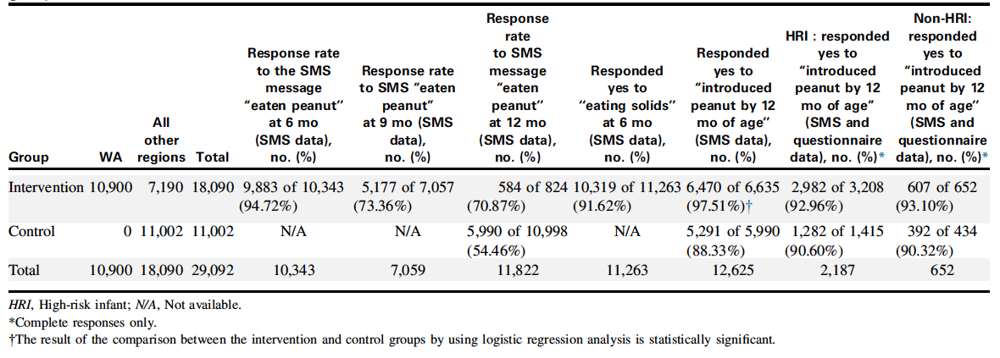 Group
WA
All
other
regions
Total
Response rate
to the SMS
message
“eaten peanut”
at 6 mo
(SMS data),
no. (%)
Response rate
to SMS “eaten
peanut”
at 9 mo (SMS
data),
no. (%)
Response
rate
to SMS
message
“eaten
peanut”
at 12 mo
(SMS data),
no. (%)
Responded
yes to
“eating solids”
at 6 mo
(SMS data),
no. (%)
Responded
yes to
“introduced
peanut by 12
mo of age”
(SMS data),
no. (%)
HRI : responded
yes to
“introduced
peanut by 12
mo of age”
(SMS and
questionnaire
data), no. (%)*
Non-HRI:
responded
yes to
“introduced
peanut by 12
mo of age”
(SMS and
questionnaire
data), no. (%)*
Intervention 10,900 7,190 18,090 9,883 of 10,343 5,177 of 7,057 584 of 824 10,319 of 11,263 6,470 of 6,635 2,982 of 3,208 607 of 652
(94.72%) (73.36%) (70.87%) (91.62%) (97.51%)† (92.96%) (93.10%)
Control 0 11,002 11,002 N/A N/A 5,990 of 10,998 N/A 5,291 of 5,990 1,282 of 1,415 392 of 434
(54.46%) (88.33%) (90.60%) (90.32%)
Total 10,900 18,090 29,092 10,343 7,059 11,822 11,263 12,625 2,187 652
HRI, High-risk infant; N/A, Not available.
*Complete responses only.
†The result of the comparison between the intervention and control groups by using logistic regression analysis is statistically significant.